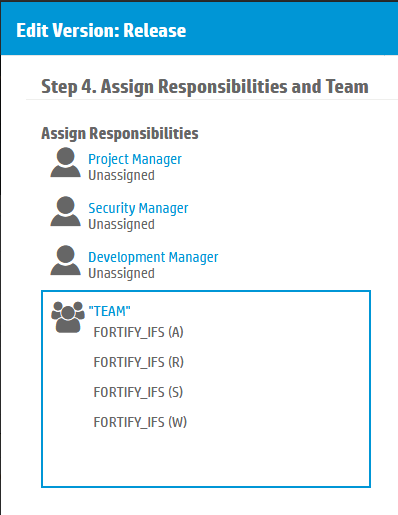 Edit Version: Release
Step 4. Assign Responsibilities and Team
Assign Responsibilities
Project Manager
Unassigned
Security Manager
Unassigned
Development Manager
Unassigned
"TEAM"
FORTIFY_IFS (A)
FORTIFY_IFS (R)
FORTIFY_IFS (S)
FORTIFY_IFS (W)